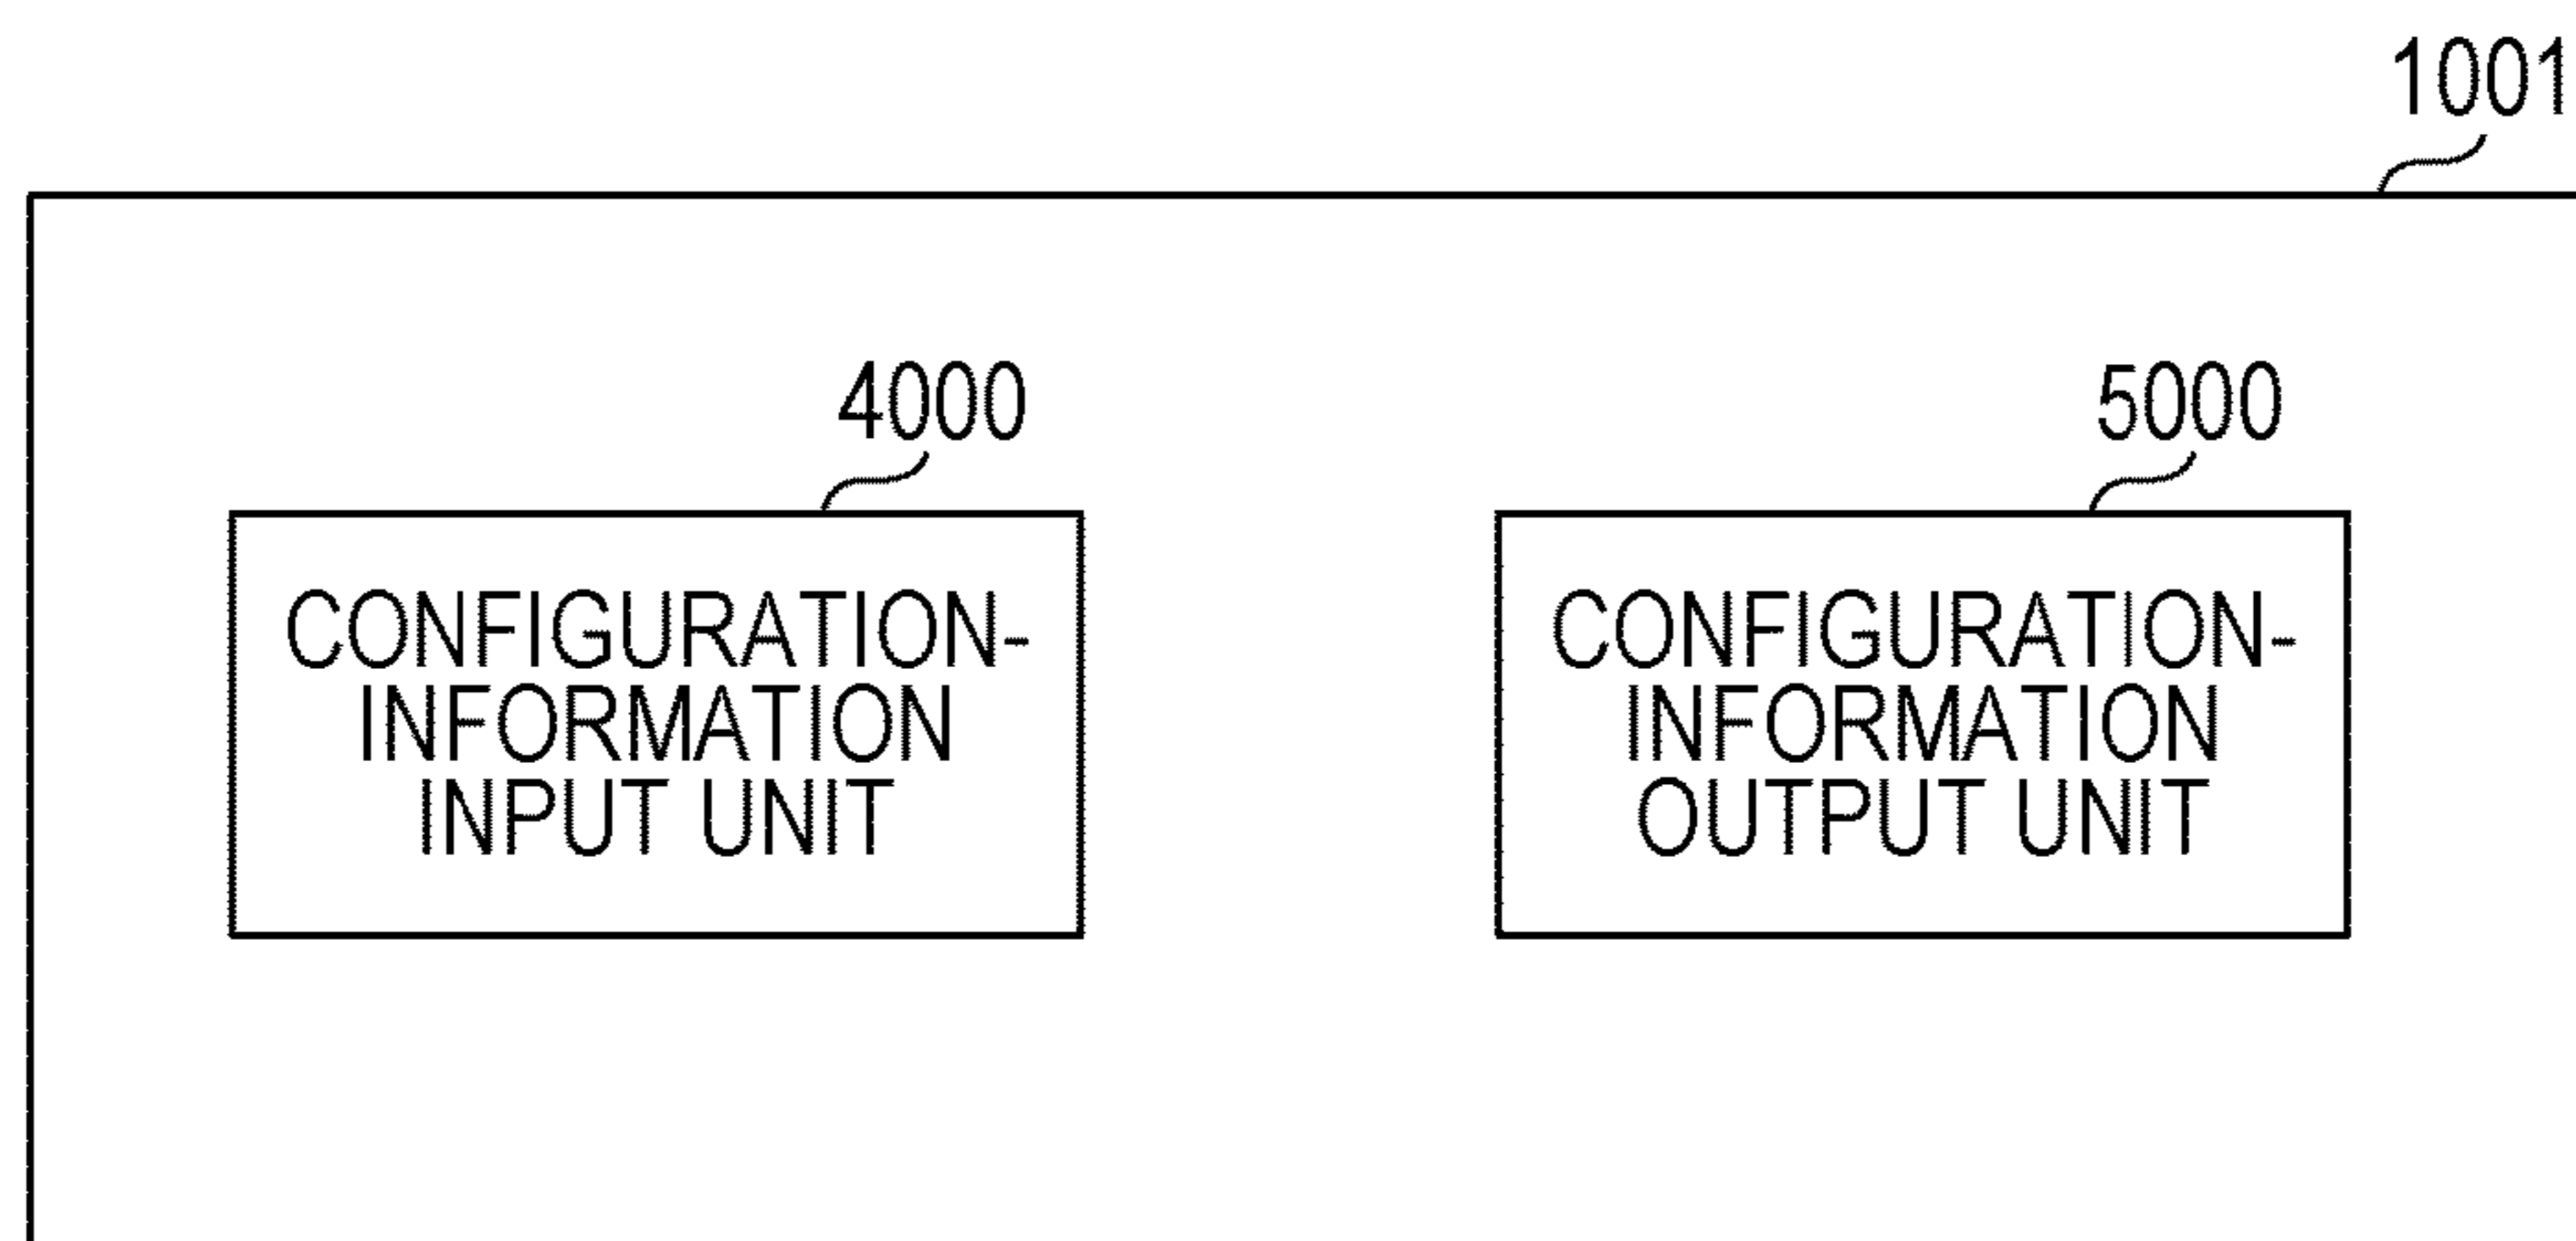 1001
4000
CONFIGURATION-
INFORMATION
INPUT UNIT
5000
CONFIGURATION-
INFORMATION
OUTPUT UNIT